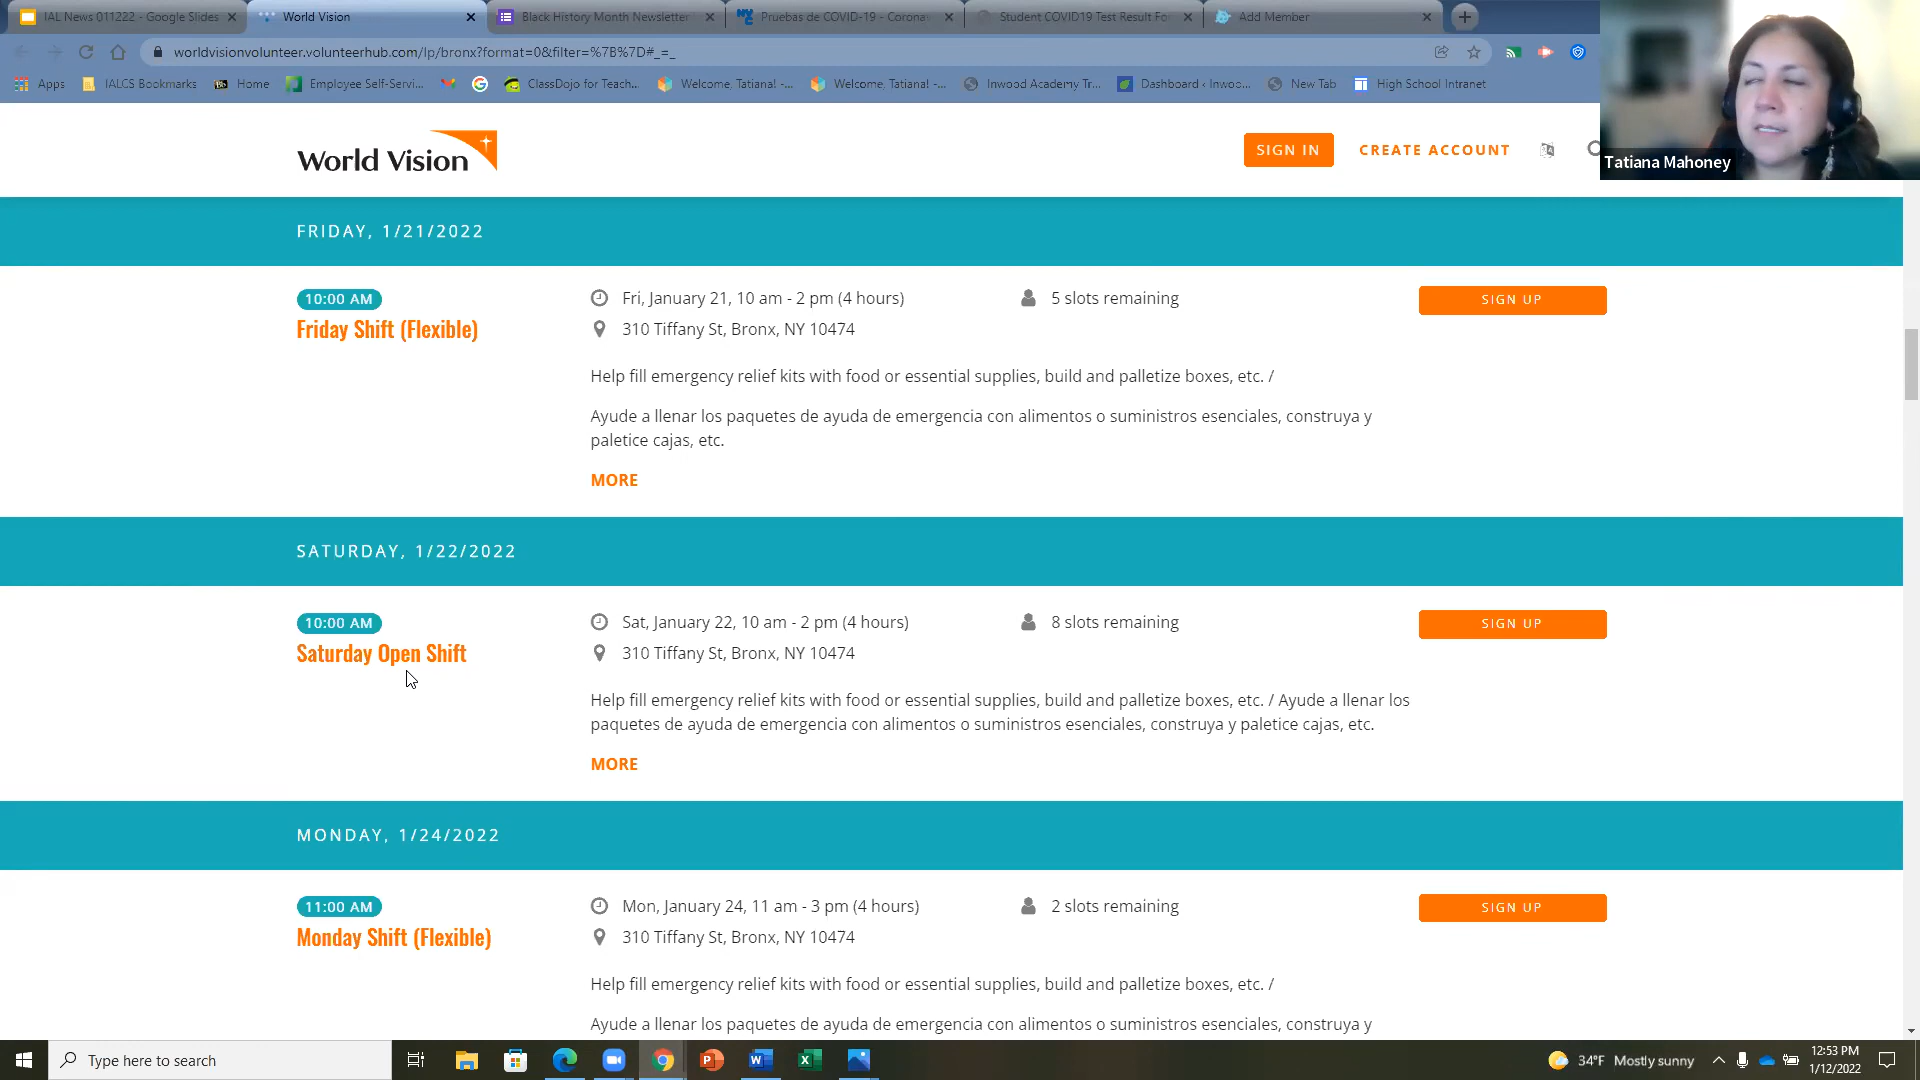 IAL News 011222 - Google Slides
World Vision
Black History Month Newsletter
Pruebas de COVID-19 - Corona
Student COVID19 Test Result Fo
Add Member
worldvisionvolunteer.volunteerhub.com/lp/bronx?format=0&filter=%7B%7D#_=_
Apps
IALCS Bookmarks
Home
Employee Self-Servi...
ClassDojo for Teach...
Welcome, Tatiana! -...
Welcome, Tatiana! -...
Inwood Academy Tr...
Dashboard ‹ Inwoo...
New Tab
High School Intranet
World Vision
SIGN IN
CREATE ACCOUNT
Tatiana Mahoney
FRIDAY, 1/21/2022
10:00 AM
Friday Shift (Flexible)
Fri, January 21, 10 am - 2 pm (4 hours)
5 slots remaining
SIGN UP
310 Tiffany St, Bronx, NY 10474
Help fill emergency relief kits with food or essential supplies, build and palletize boxes, etc. /
Ayude a llenar los paquetes de ayuda de emergencia con alimentos o suministros esenciales, construya y
paletice cajas, etc.
MORE
SATURDAY, 1/22/2022
10:00 AM
Saturday Open Shift
Sat, January 22, 10 am - 2 pm (4 hours)
8 slots remaining
SIGN UP
310 Tiffany St, Bronx, NY 10474
Help fill emergency relief kits with food or essential supplies, build and palletize boxes, etc. / Ayude a llenar los
paquetes de ayuda de emergencia con alimentos o suministros esenciales, construya y paletice cajas, etc.
MORE
MONDAY, 1/24/2022
11:00 AM
Monday Shift (Flexible)
Mon, January 24, 11 am - 3 pm (4 hours)
2 slots remaining
SIGN UP
310 Tiffany St, Bronx, NY 10474
Help fill emergency relief kits with food or essential supplies, build and palletize boxes, etc. /
Ayude a llenar los paquetes de ayuda de emergencia con alimentos o suministros esenciales, construya y
Type here to search
34°F Mostly sunny
12:53 PM
1/12/2022